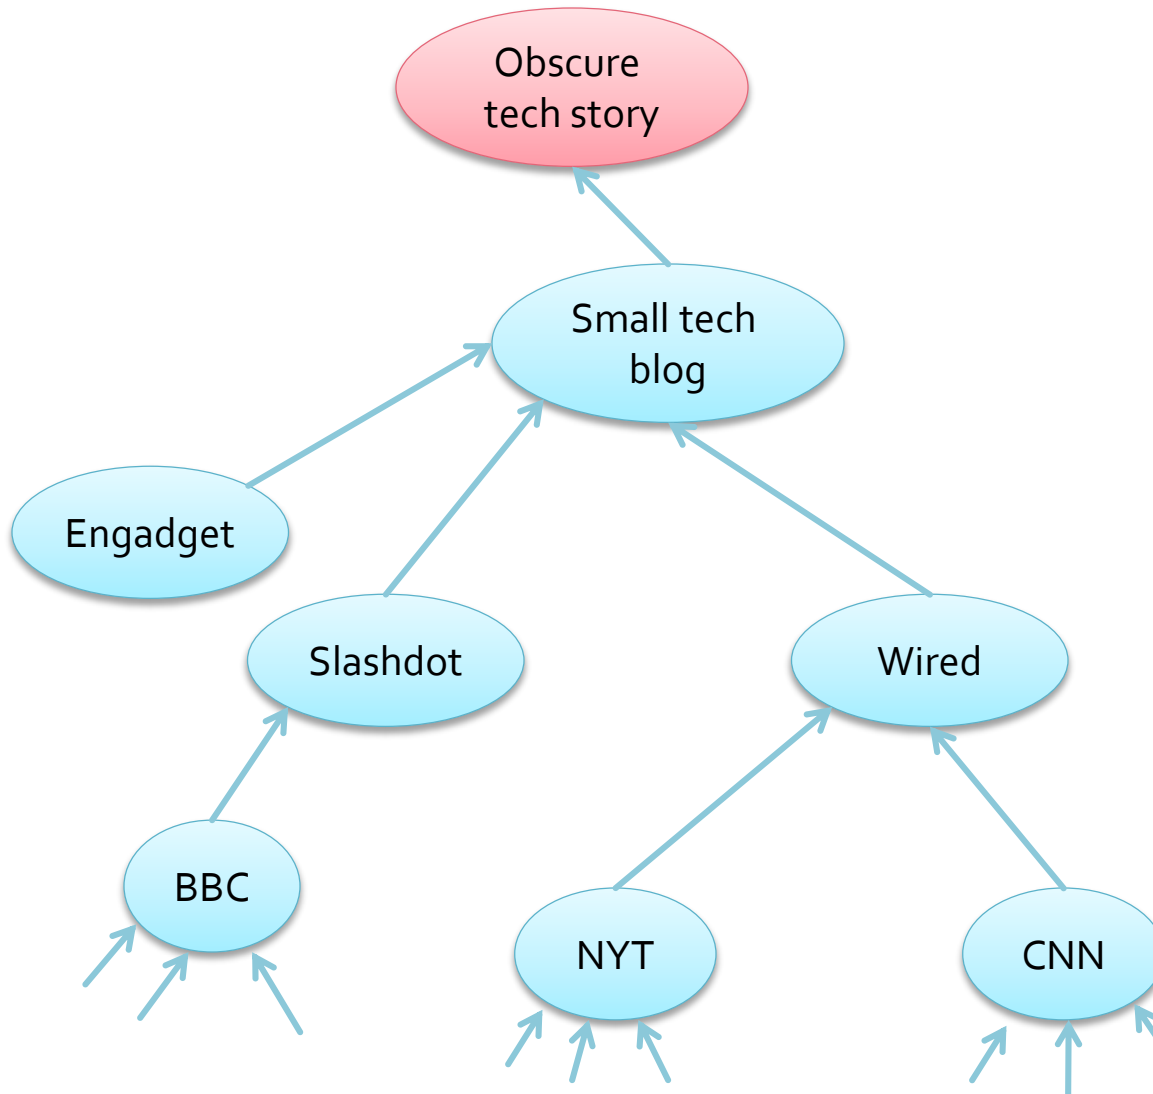 Obscure
tech story
Small tech
blog
Engadget
Slashdot
Wired
BBC
NYT
CNN